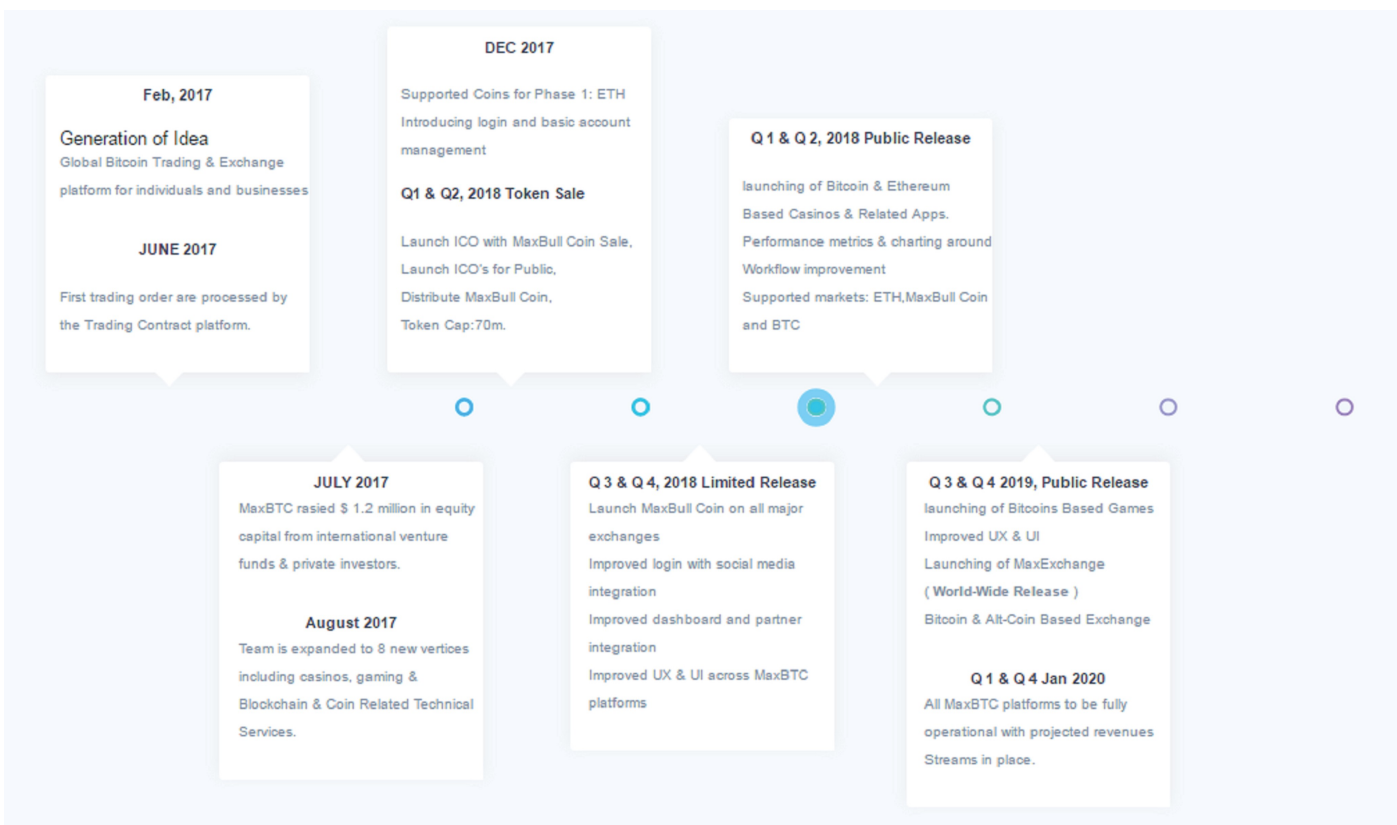 Feb, 2017
Generation of Idea
Global Bitcoin Trading & Exchange
platform for individuals and businesses
JUNE 2017
First trading order are processed by
the Trading Contract platform.
DEC 2017
Supported Coins for Phase 1: ETH
Introducing login and basic account
management
Q1 & Q2, 2018 Token Sale
Launch ICO with MaxBull Coin Sale,
Launch ICO's for Public,
Distribute MaxBull Coin,
Token Cap:70m.
Q 1 & Q 2, 2018 Public Release
launching of Bitcoin & Ethereum
Based Casinos & Related Apps.
Performance metrics & charting around
Workflow improvement
Supported markets: ETH,MaxBull Coin
and BTC
JULY 2017
MaxBTC rasied $ 1.2 million in equity
capital from international venture
funds & private investors.
August 2017
Team is expanded to 8 new vertices
including casinos, gaming &
Blockchain & Coin Related Technical
Services.
Q 3 & Q 4, 2018 Limited Release
Launch MaxBull Coin on all major
exchanges
Improved login with social media
integration
Improved dashboard and partner
integration
Improved UX & UI across MaxBTC
platforms
Q 3 & Q 4 2019, Public Release
launching of Bitcoins Based Games
Improved UX & UI
Launching of MaxExchange
( World-Wide Release )
Bitcoin & Alt-Coin Based Exchange
Q 1 & Q 4 Jan 2020
All MaxBTC platforms to be fully
operational with projected revenues
Streams in place.